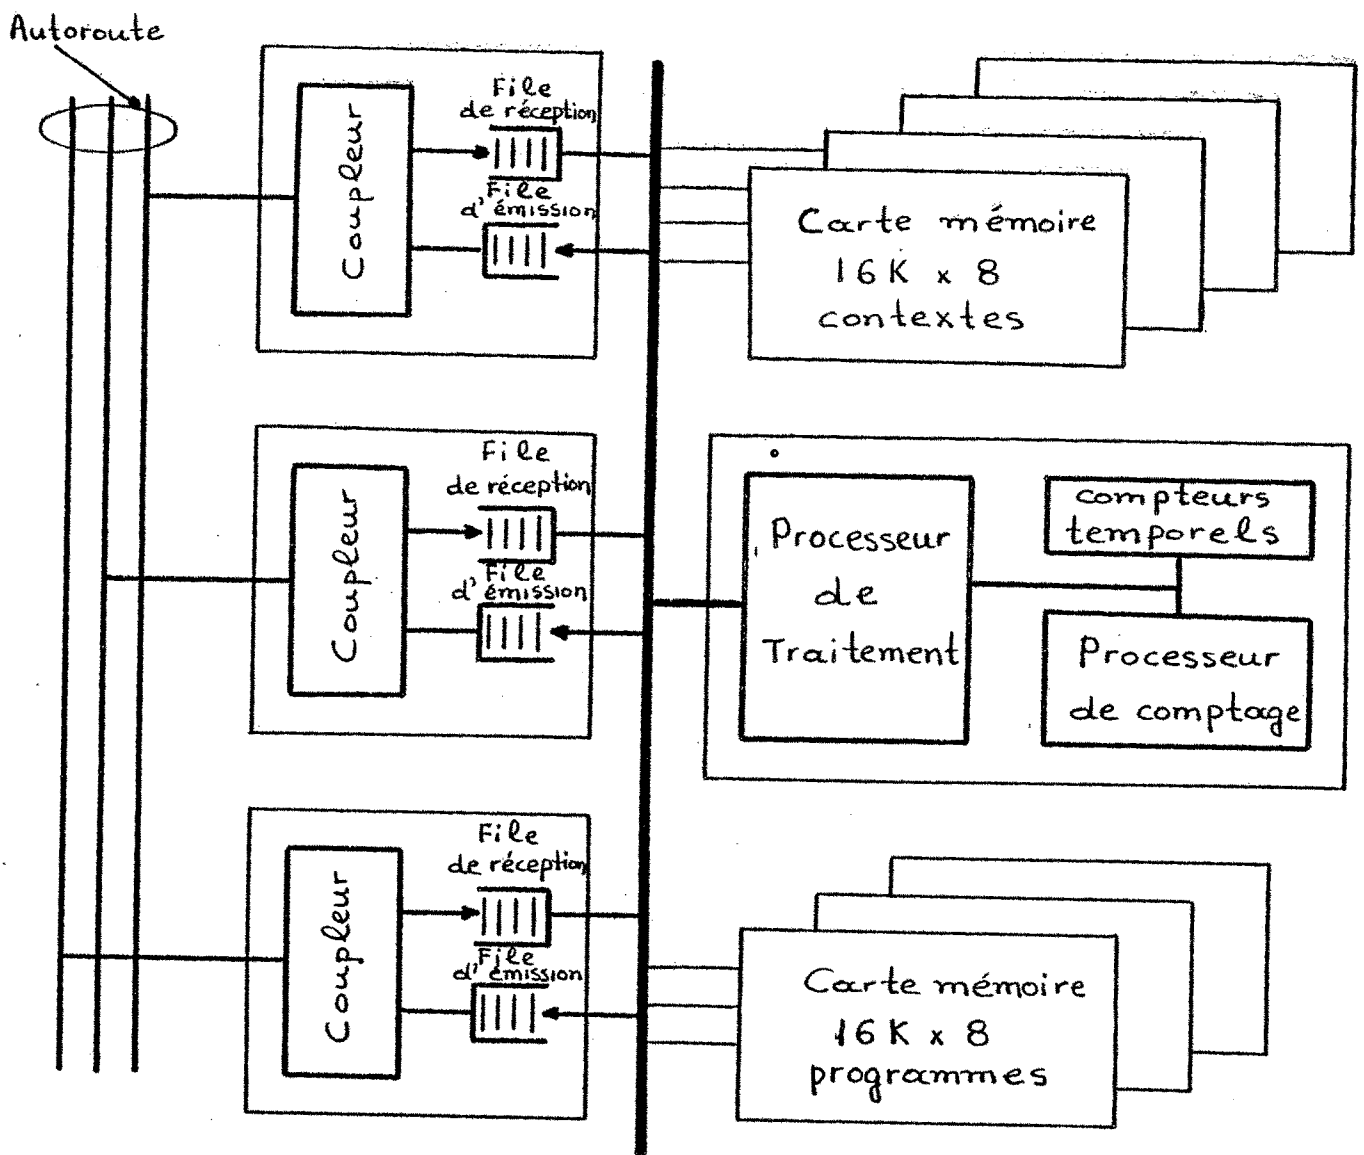 Autoroute
Coupleur
File
de réception
File
d'émission
Carte mémoire
16K x 8
contextes
Coupleur
File
de réception
File
d'émission
Processeur
de
Traitement
compteurs
temporels
Processeur
de comptage
Coupleur
File
de réception
File
d'émission
Carte mémoire
16K x 8
programmes